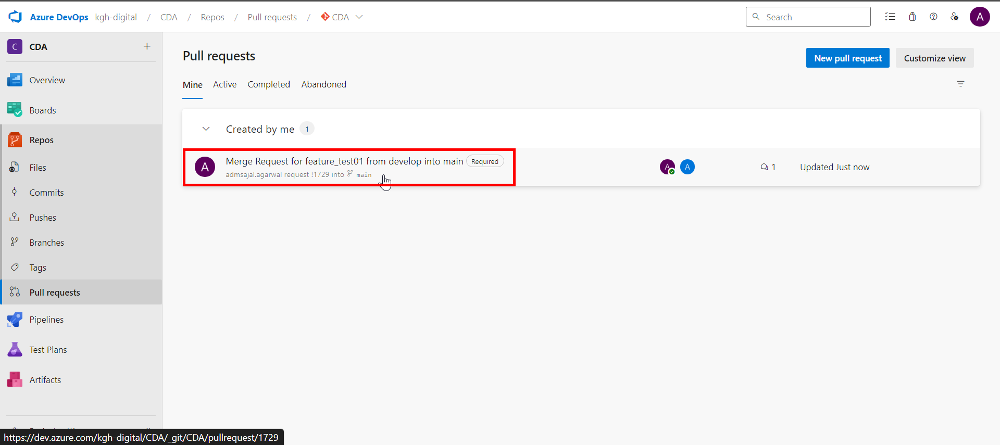 Azure DevOps kgh-digital / CDA / Repos / Pull requests / CDA
Search
A
C CDA
Overview
Boards
Repos
Files
Commits
Pushes
Branches
Tags
Pull requests
Pipelines
Test Plans
Artifacts
Pull requests
New pull request
Customize view
Mine Active Completed Abandoned
Created by me 1
A
Merge Request for feature_test01 from develop into main Required
admsajal.agarwal request !1729 into main
A A
1
Updated Just now
https://dev.azure.com/kgh-digital/CDA/_git/CDA/pullrequest/1729